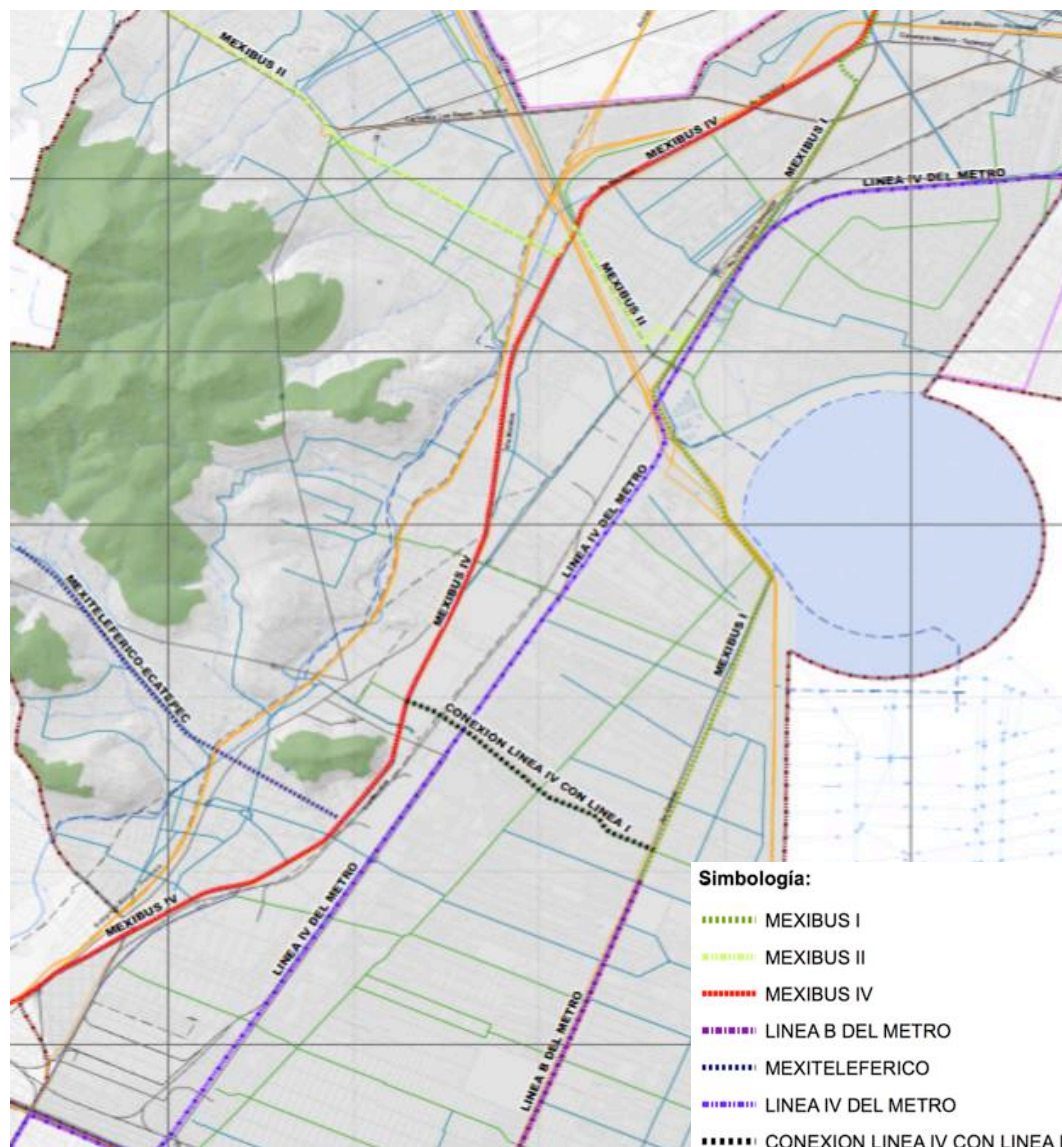 MEXIBUS II
MEXIBUS IV
MEXIBUS I
LINEA IV DEL METRO
MEXIBUS II
LINEA IV DEL METRO
MEXIBUS IV
MEXITELEFERICO-ECATEPEC
MEXIBUS I
CONEXION LINEA IV CON LINEA I
MEXIBUS IV
LINEA IV DEL METRO
LINEA B DEL METRO
Simbología:
MEXIBUS I
MEXIBUS II
MEXIBUS IV
LINEA B DEL METRO
MEXITELEFERICO
LINEA IV DEL METRO
CONEXION LINEA IV CON LINEA